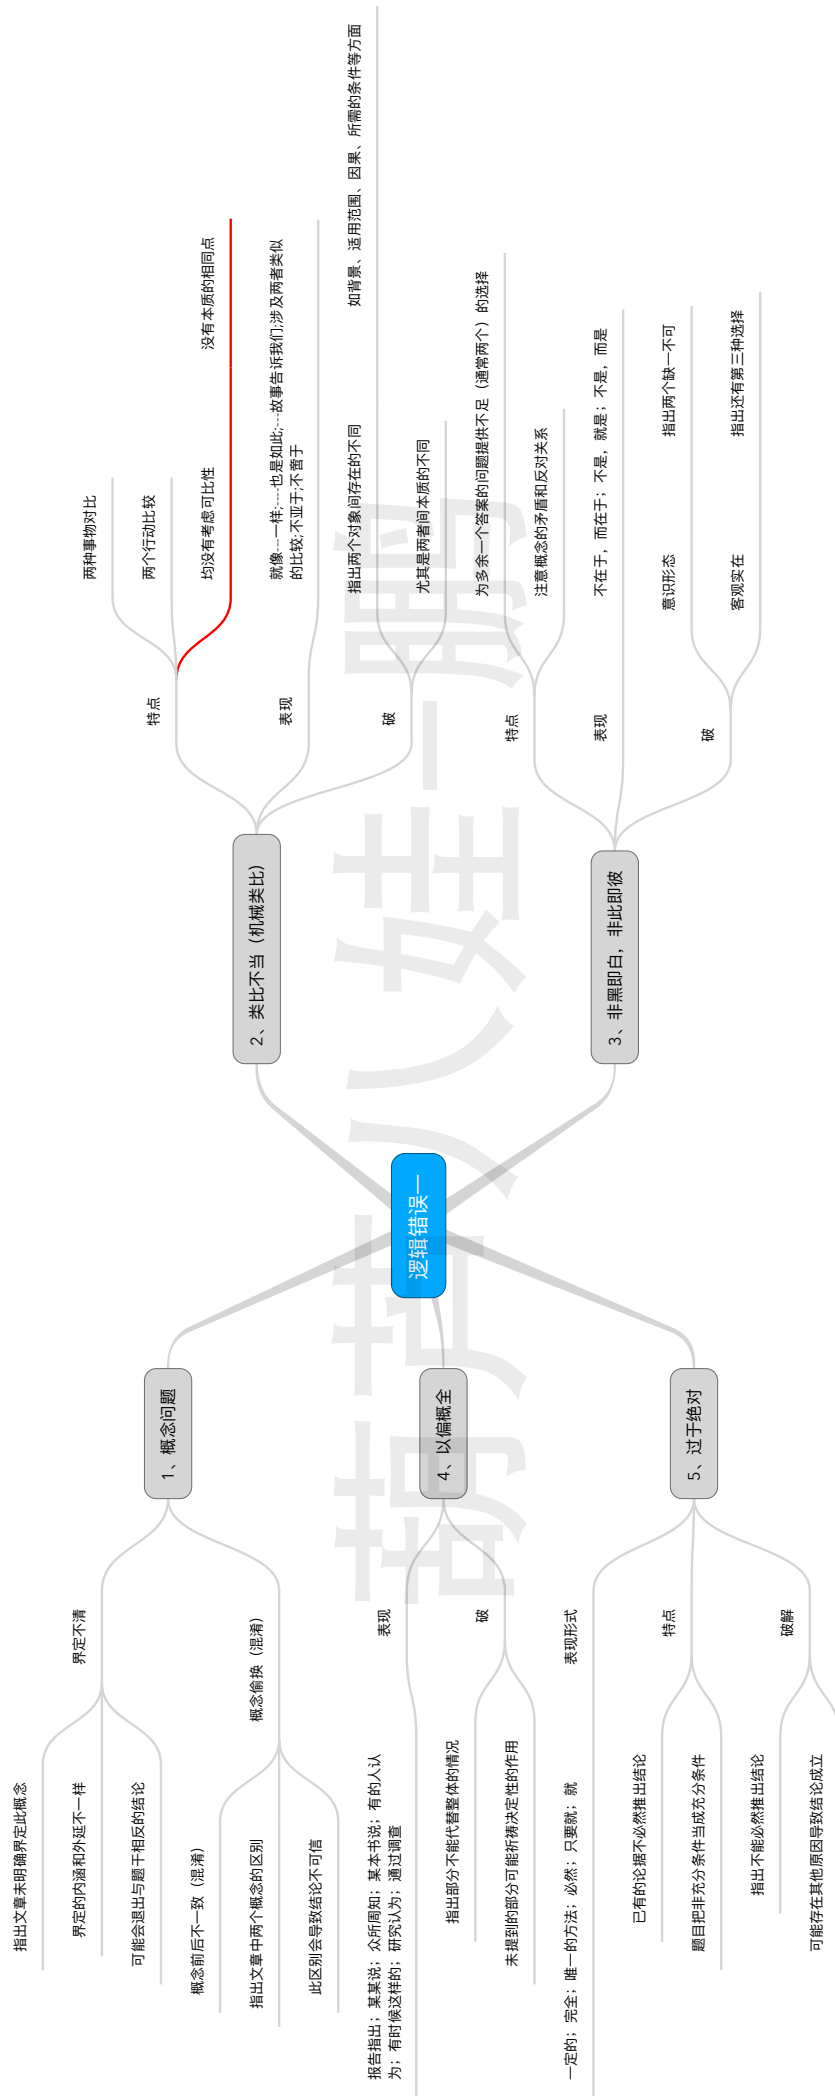 逻辑错误一
1、概念问题
界定不清
指出文章未明确界定此概念
界定的内涵和外延不一样
可能会退出与题干相反的结论
概念偷换（混淆）
概念前后不一致（混淆）
指出文章中两个概念的区别
此区别会导致结论不可信
2、类比不当（机械类比）
特点
两种事物对比
两个行动比较
均没有考虑可比性
没有本质的相同点
表现
就像---一样;----也是如此;---故事告诉我们;涉及两者类似
的比较;不亚于;不啻于
破
指出两个对象间存在的不同
如背景、适用范围、因果、所需的条件等方面
尤其是两者间本质的不同
3、非黑即白，非此即彼
特点
为多余一个答案的问题提供不足（通常两个）的选择
注意概念的矛盾和反对关系
表现
不在于，而在于；不是，就是；不是，而是
破
意识形态
指出两个缺一不可
客观实在
指出还有第三种选择
4、以偏概全
表现
报告指出；某某说；众所周知；某本书说；有的人认
为；有时候这样的；研究认为；通过调查
破
指出部分不能代替整体的情况
未提到的部分可能祈祷决定性的作用
5、过于绝对
表现形式
一定的；完全；唯一的方法；必然；只要就；就
特点
已有的论据不必然推出结论
题目把非充分条件当成充分条件
破解
指出不能必然推出结论
可能存在其他原因导致结论成立
葫芦八娃一鹏